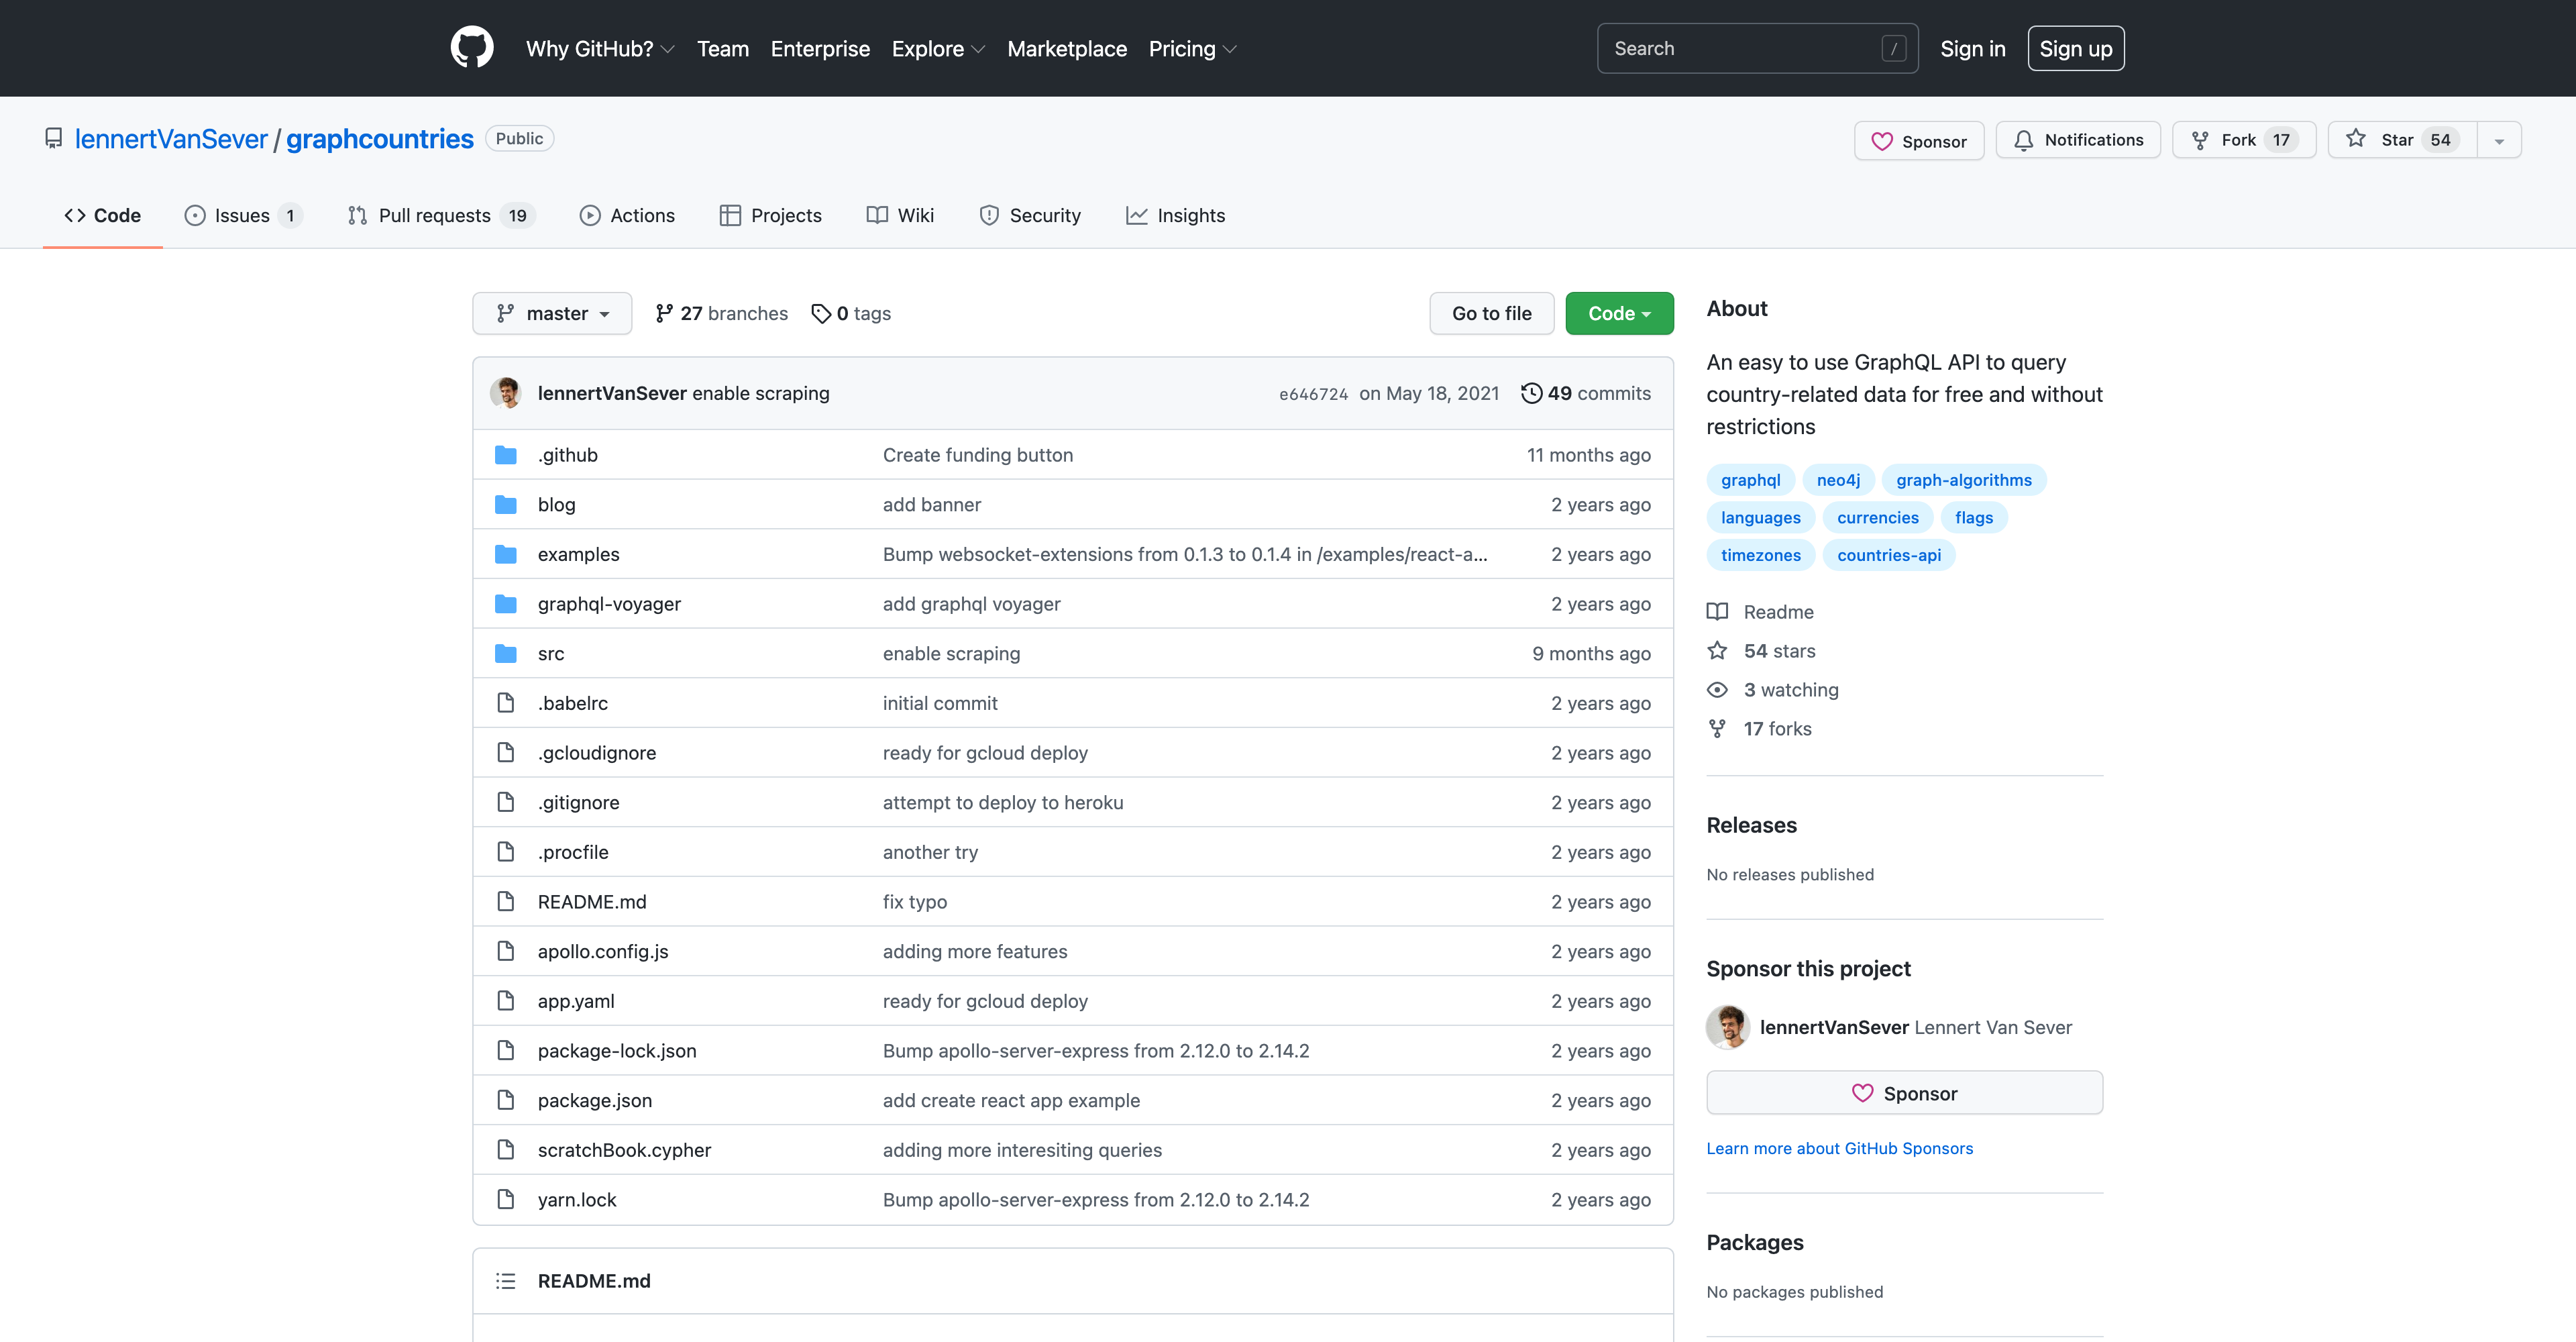 Why GitHub? Team Enterprise Explore Marketplace Pricing Search / Sign in Sign up
lennertVanSever / graphcountries Public Sponsor Notifications Fork 17 Star 54
Code Issues 1 Pull requests 19 Actions Projects Wiki Security Insights
master 27 branches 0 tags Go to file Code
lennertVanSever enable scraping e646724 on May 18, 2021 49 commits
.github Create funding button 11 months ago
blog add banner 2 years ago
examples Bump websocket-extensions from 0.1.3 to 0.1.4 in /examples/react-a... 2 years ago
graphql-voyager add graphql voyager 2 years ago
src enable scraping 9 months ago
.babelrc initial commit 2 years ago
.gcloudignore ready for gcloud deploy 2 years ago
.gitignore attempt to deploy to heroku 2 years ago
.procfile another try 2 years ago
README.md fix typo 2 years ago
apollo.config.js adding more features 2 years ago
app.yaml ready for gcloud deploy 2 years ago
package-lock.json Bump apollo-server-express from 2.12.0 to 2.14.2 2 years ago
package.json add create react app example 2 years ago
scratchBook.cypher adding more interesiting queries 2 years ago
yarn.lock Bump apollo-server-express from 2.12.0 to 2.14.2 2 years ago
README.md
About
An easy to use GraphQL API to query
country-related data for free and without
restrictions
graphql neo4j graph-algorithms
languages currencies flags
timezones countries-api
Readme
54 stars
3 watching
17 forks
Releases
No releases published
Sponsor this project
lennertVanSever Lennert Van Sever
Sponsor
Learn more about GitHub Sponsors
Packages
No packages published